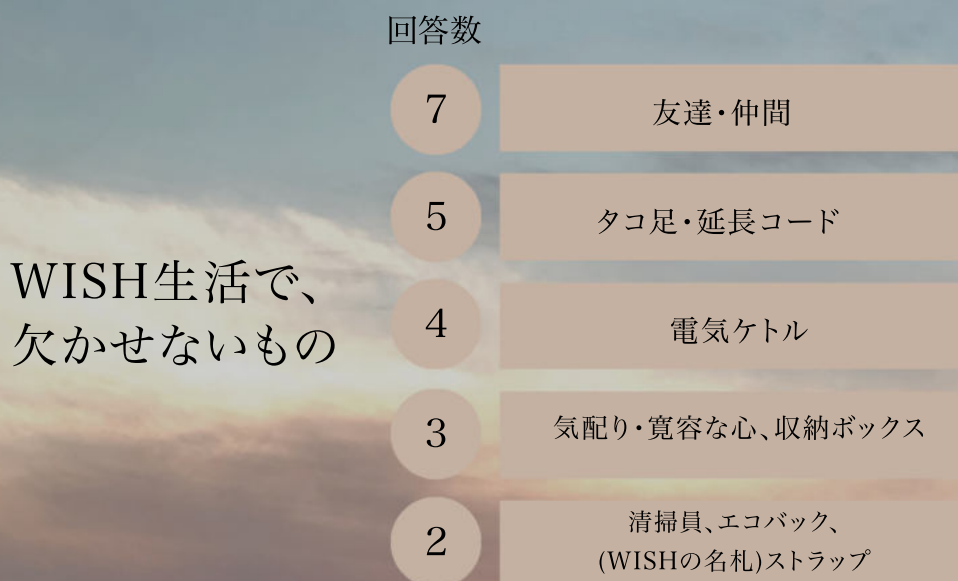 回答数
WISH生活で、
欠かせないもの
7
友達・仲間
5
タコ足・延長コード
4
電気ケトル
3
気配り・寛容な心、収納ボックス
2
清掃員、エコバック、
(WISHの名札)ストラップ